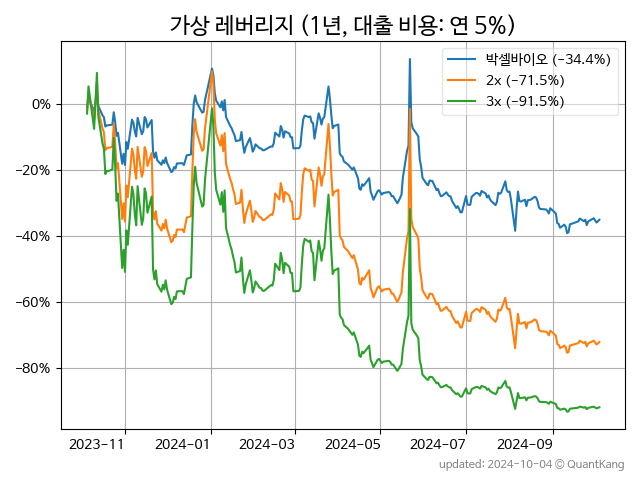 가상 레버리지 (1년, 대출 비용: 연 5%)
박셀바이오 (−34.4%)
2x (−71.5%)
3x (−91.5%)
0%
−20%
−40%
−60%
−80%
2023−11 2024−01 2024−03 2024−05 2024−07 2024−09
updated: 2024-10-04 © QuantKang